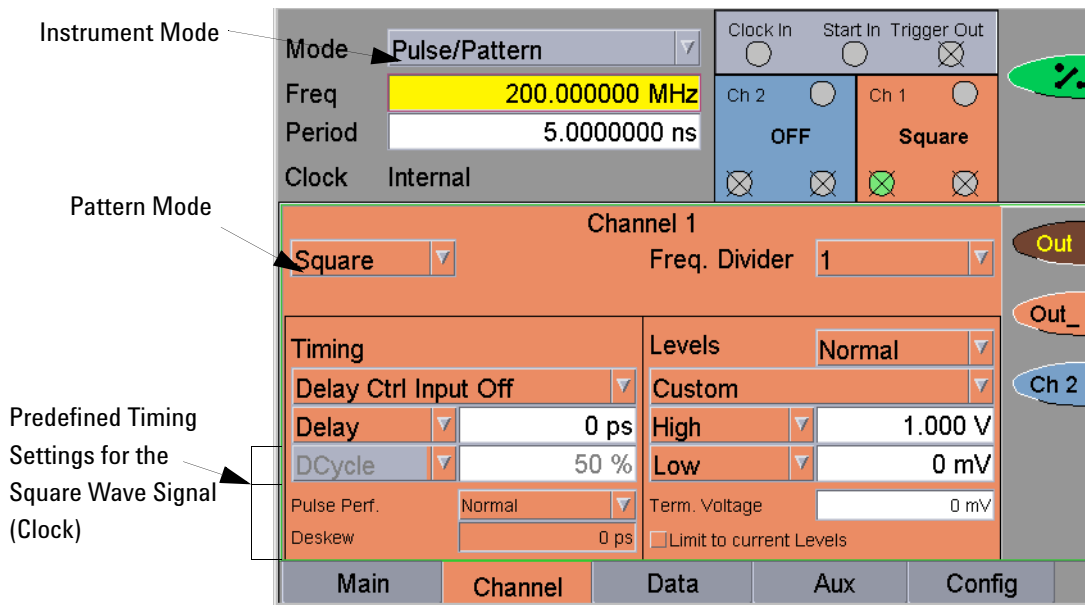 Instrument Mode
Mode Pulse/Pattern
Freq 200.000000 MHz
Period 5.0000000 ns
Clock Internal
Clock In Start In Trigger Out
Ch 2 Ch 1
OFF Square
Pattern Mode
Channel 1
Square Freq. Divider 1
Timing
Delay Ctrl Input Off
Delay 0 ps
DCycle 50 %
Pulse Perf. Normal
Deskew 0 ps
Levels Normal
Custom
High 1.000 V
Low 0 mV
Term. Voltage 0 mV
Limit to current Levels
Out
Out_
Ch 2
Predefined Timing
Settings for the
Square Wave Signal
(Clock)
Main Channel Data Aux Config